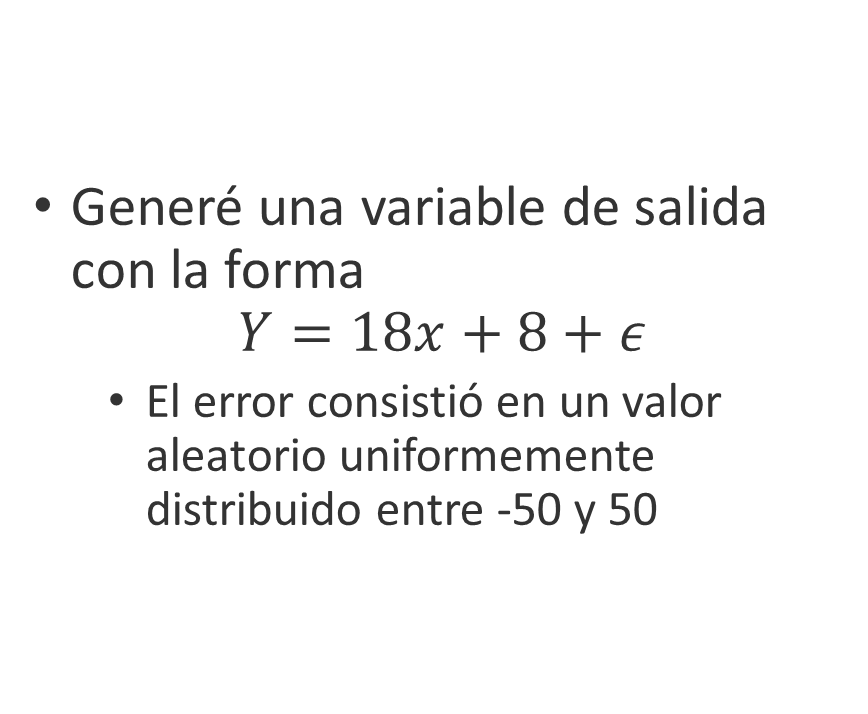 • Generé una variable de salida
con la forma
Y = 18x + 8 + ϵ
• El error consistió en un valor
aleatorio uniformemente
distribuido entre -50 y 50